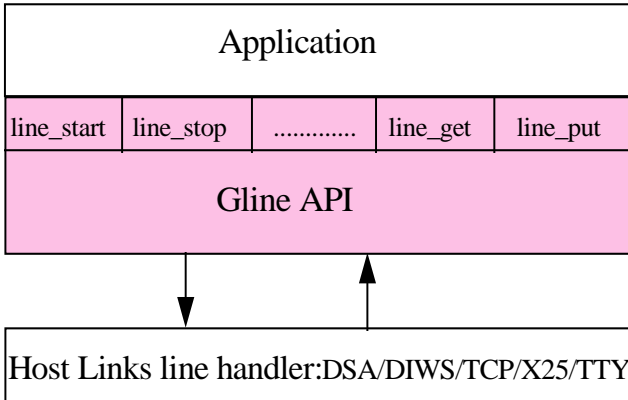 Application
line_start line_stop ............. line_get line_put
Gline API
Host Links line handler:DSA/DIWS/TCP/X25/TTY